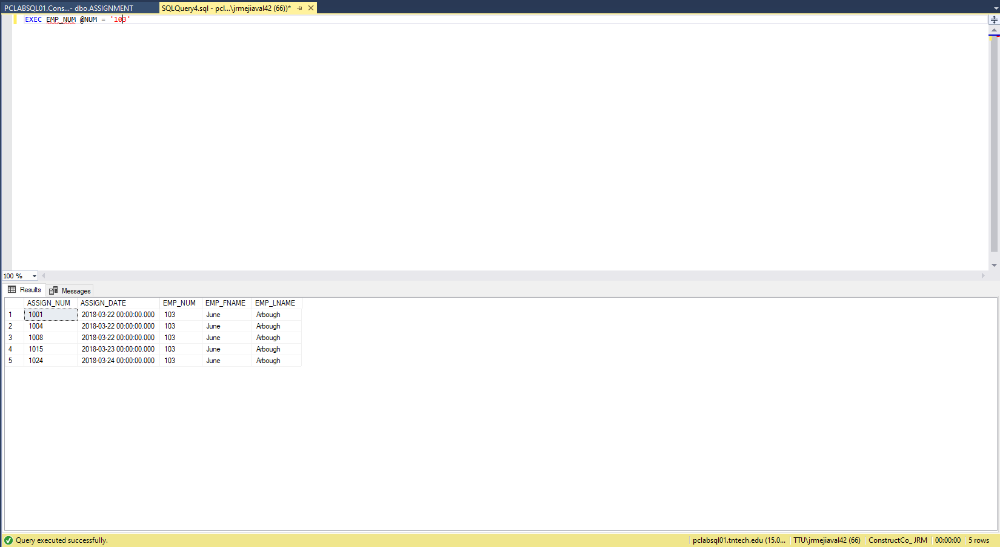 PCLABSQL01.Cons...- dbo.ASSIGNMENT SQLQuery4.sql - pcl...\jrmejiaval42 (66))*
EXEC EMP_NUM @NUM = '103'
100 %
Results Messages
ASSIGN_NUM ASSIGN_DATE EMP_NUM EMP_FNAME EMP_LNAME
1 1001 2018-03-22 00:00:00.000 103 June Arbough
2 1004 2018-03-22 00:00:00.000 103 June Arbough
3 1008 2018-03-22 00:00:00.000 103 June Arbough
4 1015 2018-03-23 00:00:00.000 103 June Arbough
5 1024 2018-03-24 00:00:00.000 103 June Arbough
Query executed successfully. pclabsql01.tntech.edu (15.0... TTU\jrmejiaval42 (66) ConstructCo_JRM 00:00:00 5 rows